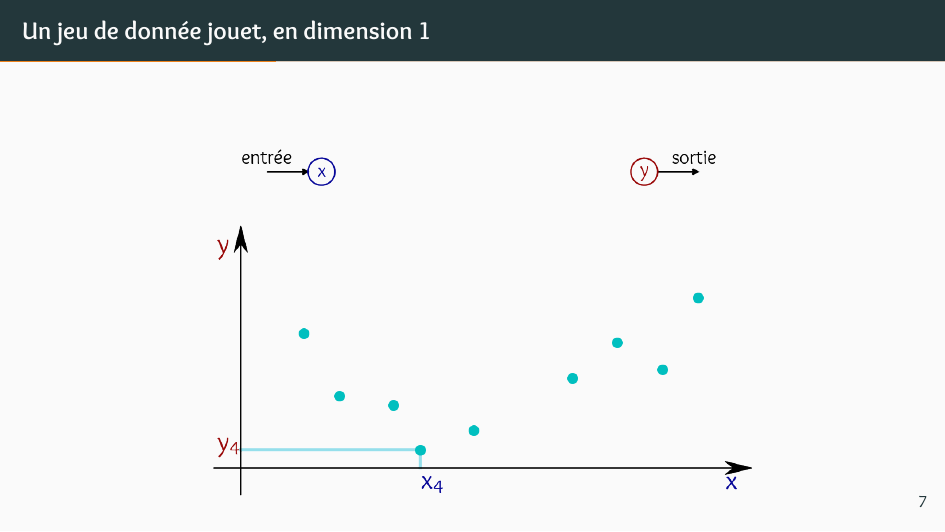 Un jeu de donnée jouet, en dimension 1
entrée
x
y
sortie
y
y₄
x₄
x
7